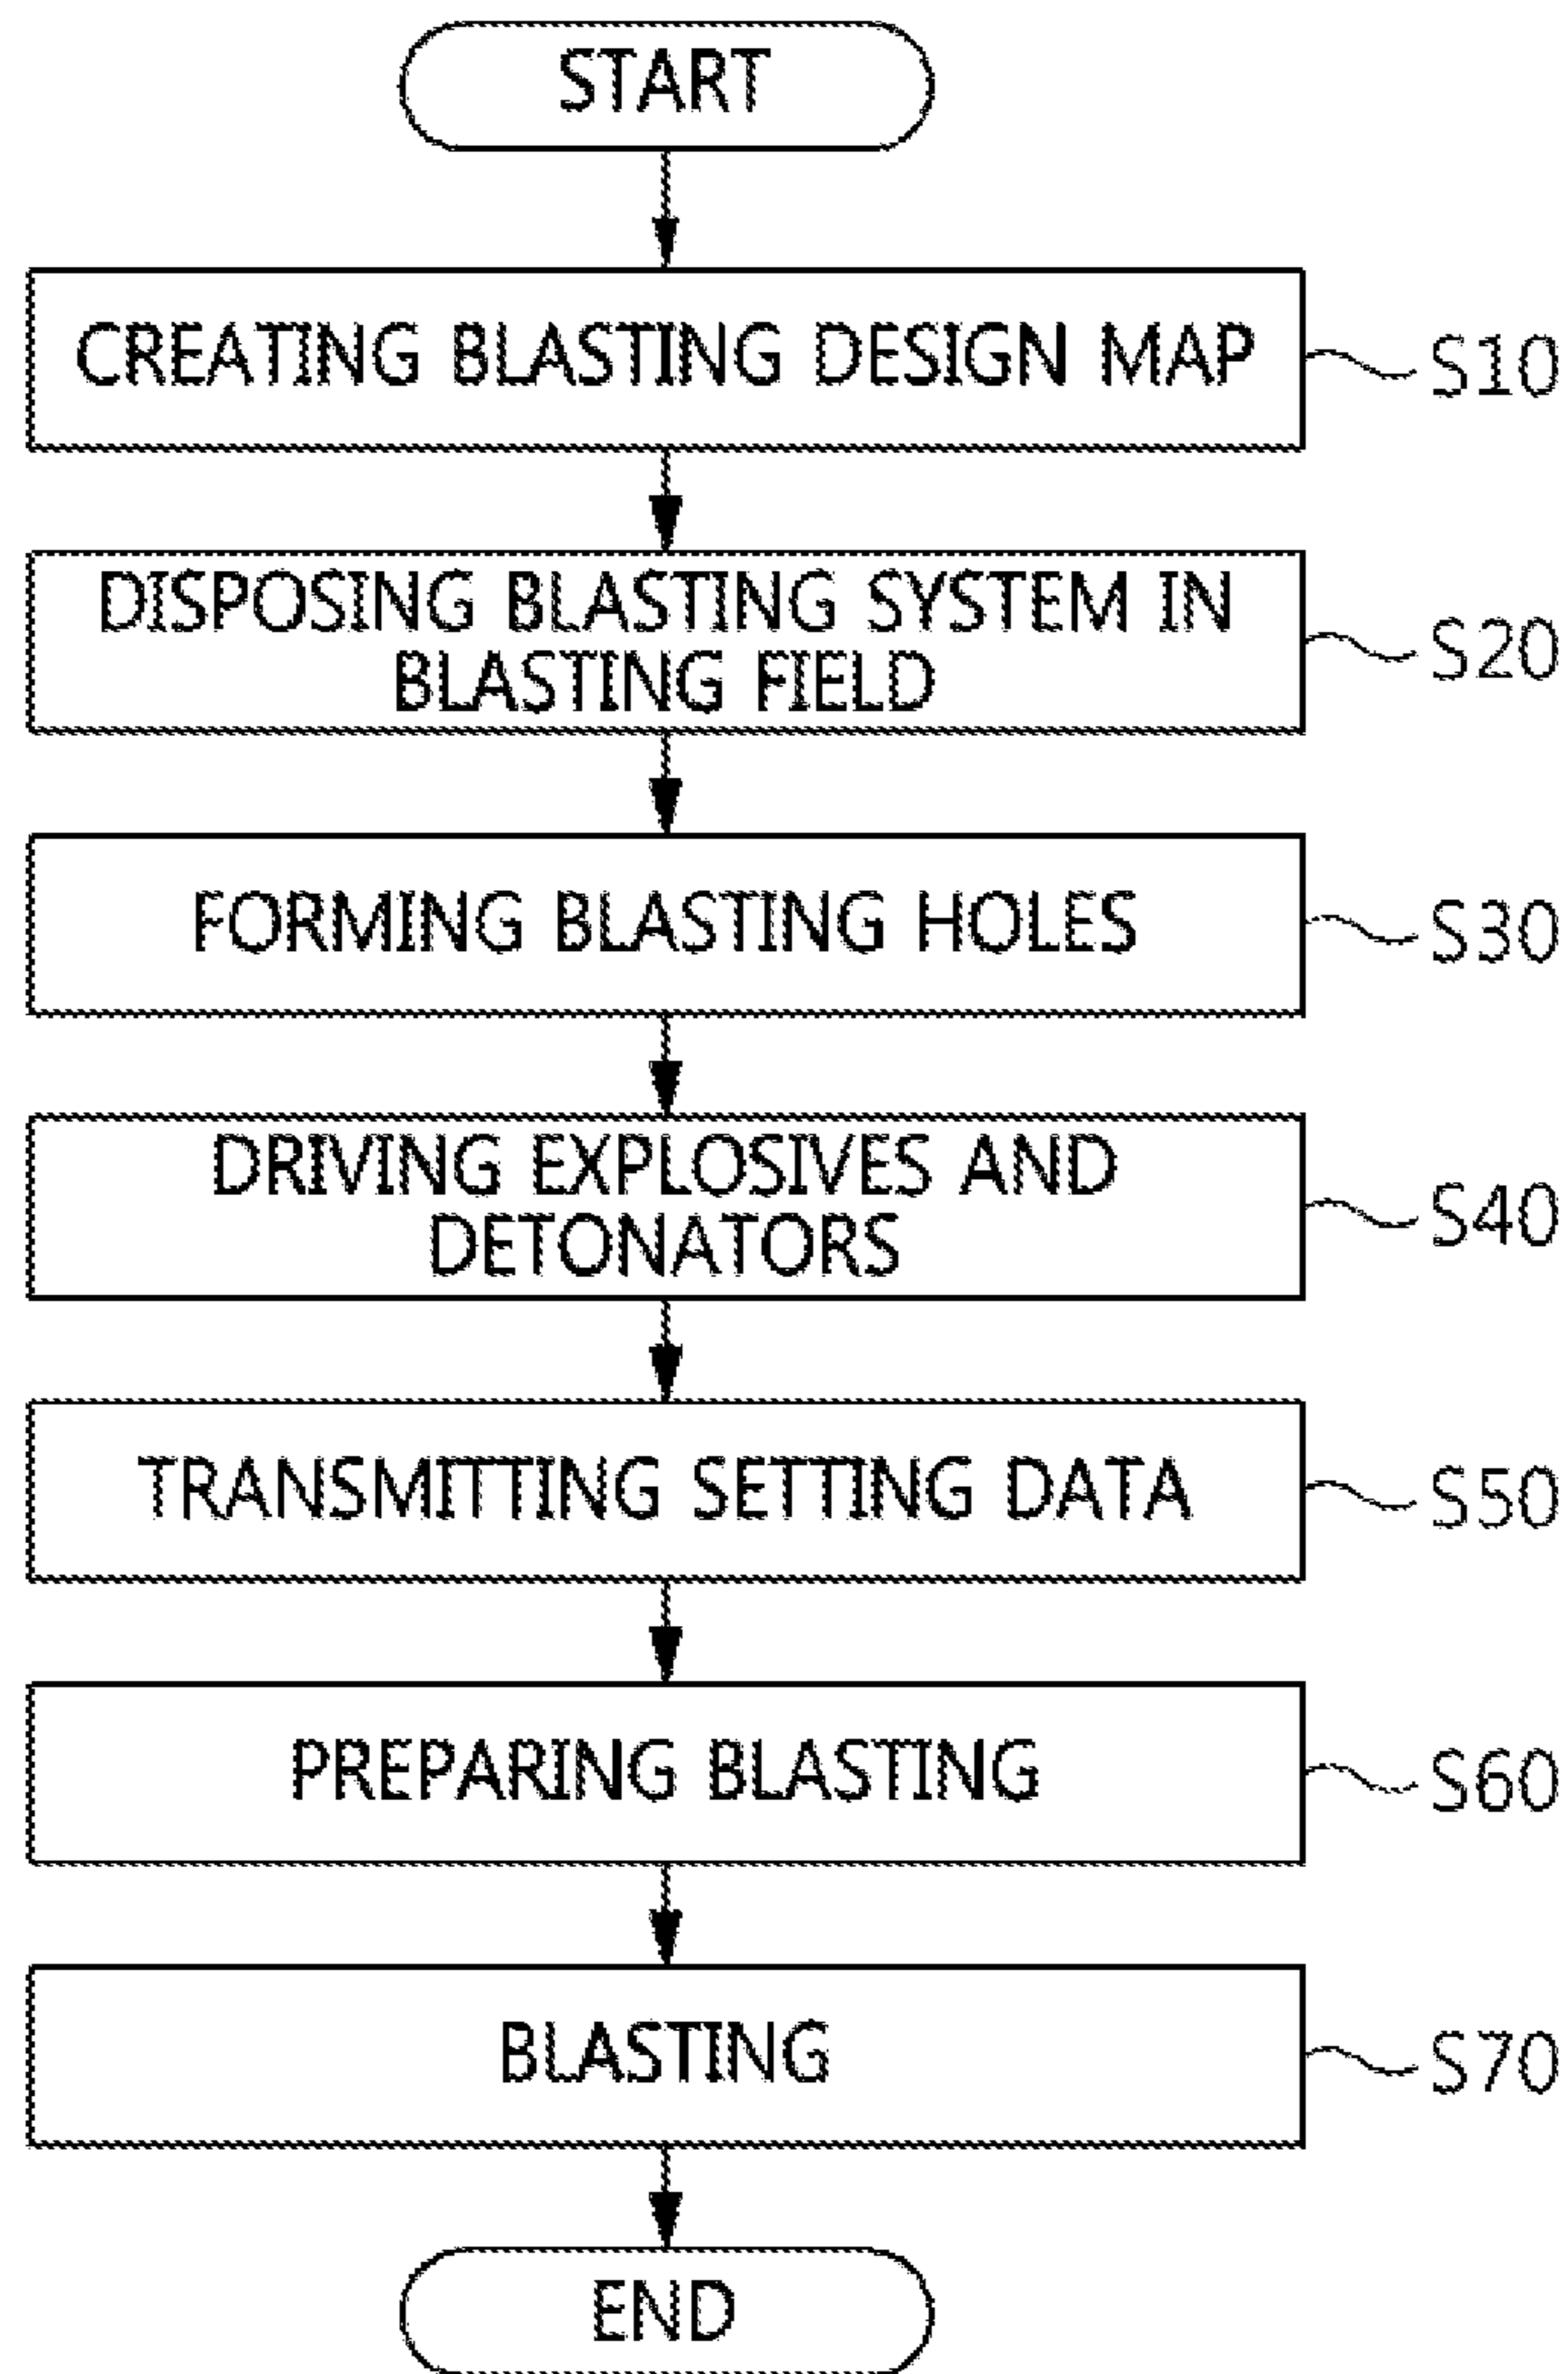 START
CREATING BLASTING DESIGN MAP
S10
DISPOSING BLASTING SYSTEM IN
BLASTING FIELD
S20
FORMING BLASTING HOLES
S30
DRIVING EXPLOSIVES AND
DETONATORS
S40
TRANSMITTING SETTING DATA
S50
PREPARING BLASTING
S60
BLASTING
S70
END